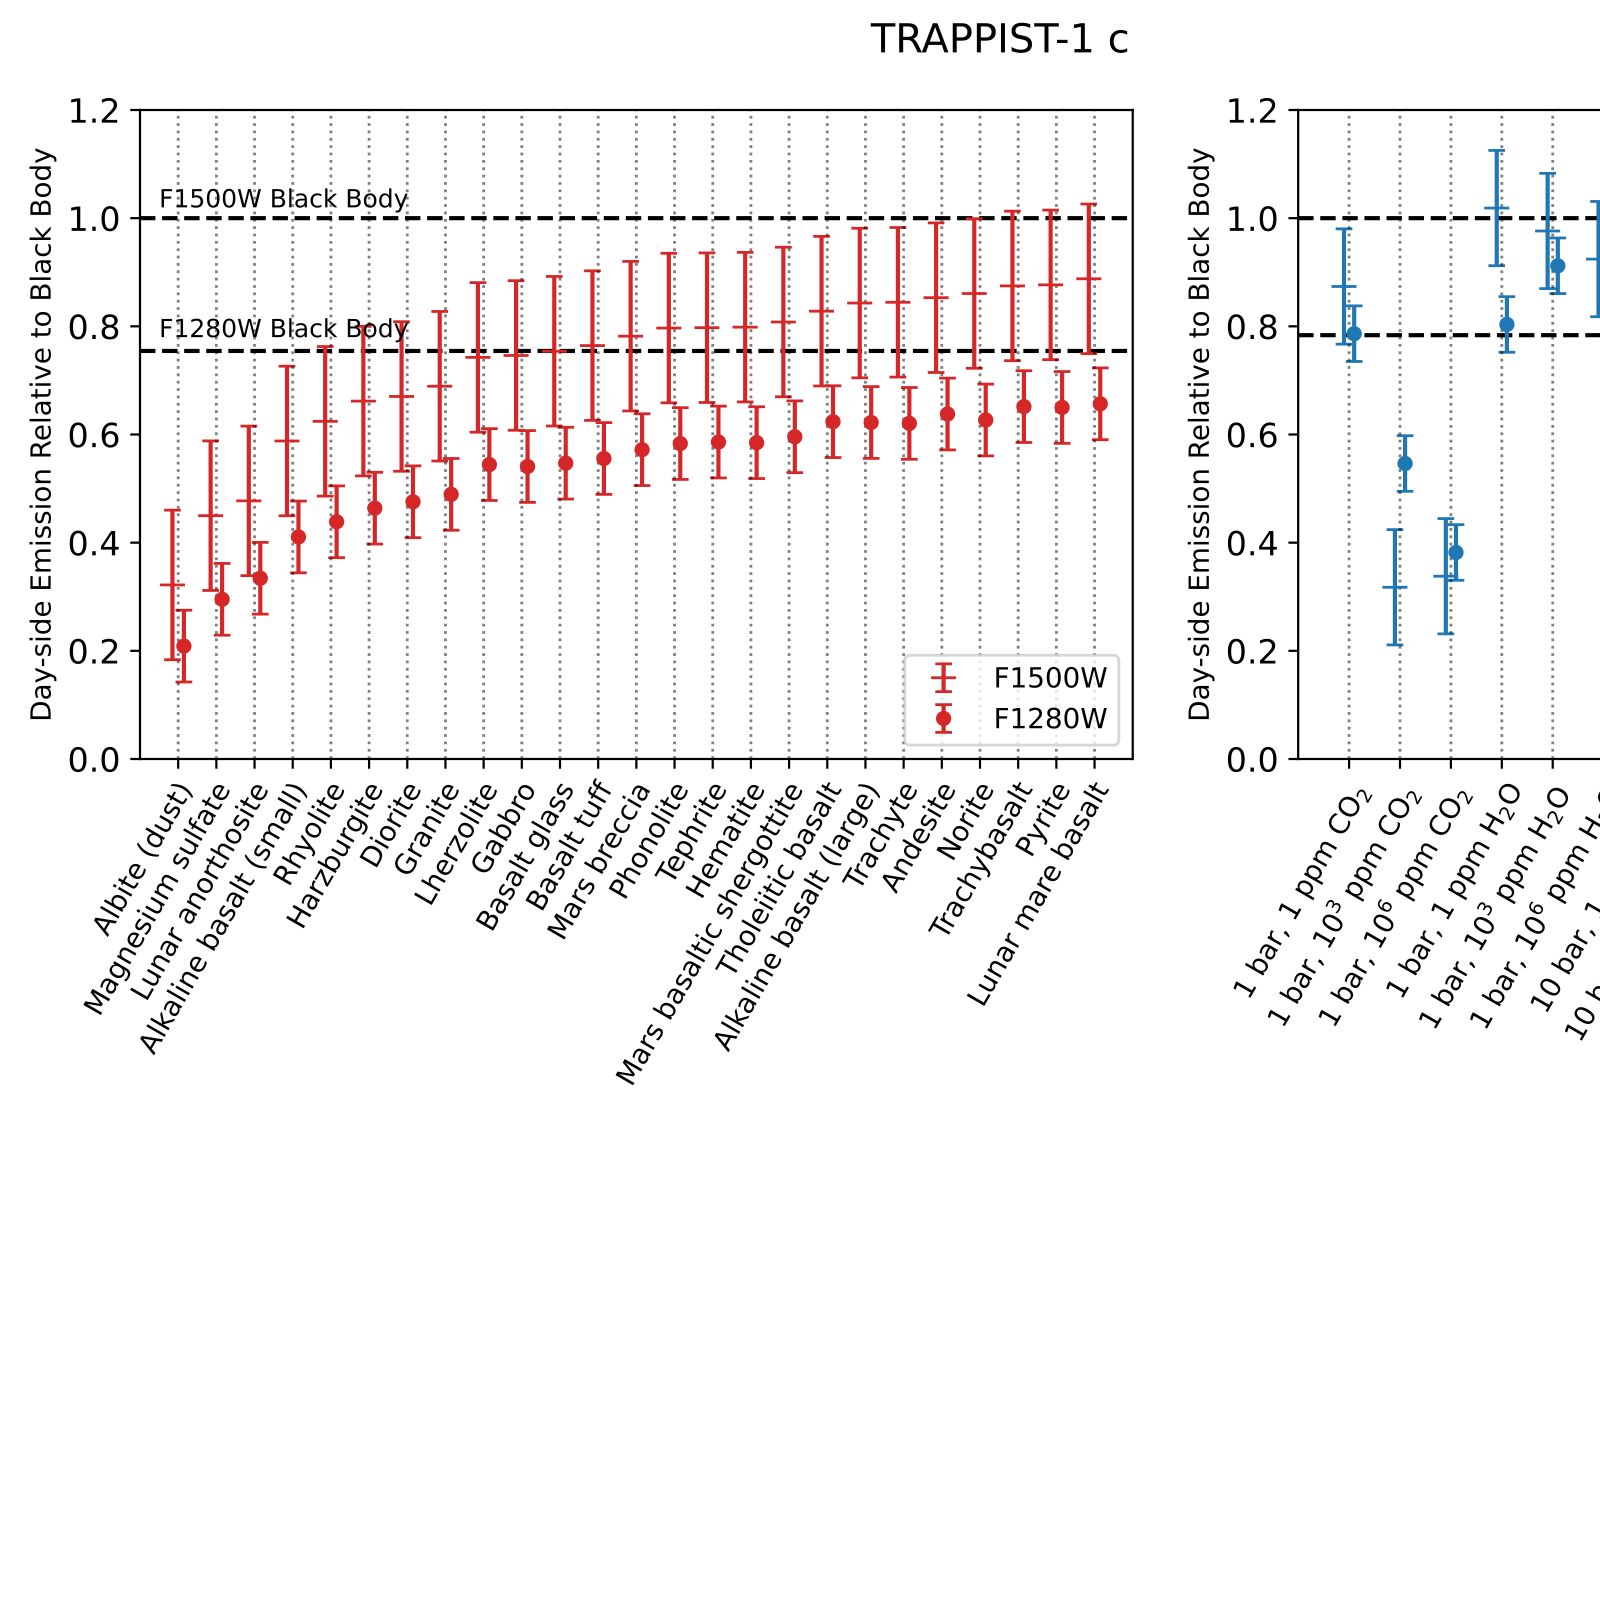 TRAPPIST-1 c
Day-side Emission Relative to Black Body
1.2
1.0
0.8
0.6
0.4
0.2
0.0
F1500W Black Body
F1280W Black Body
F1500W
F1280W
Albite (dust)
Magnesium sulfate
Lunar anorthosite
Alkaline basalt (small)
Rhyolite
Harzburgite
Diorite
Granite
Lherzolite
Gabbro
Basalt glass
Basalt tuff
Mars breccia
Phonolite
Tephrite
Hematite
Mars basaltic shergottite
Tholeiitic basalt
Alkaline basalt (large)
Trachyte
Andesite
Norite
Trachybasalt
Pyrite
Lunar mare basalt
Day-side Emission Relative to Black Body
1.2
1.0
0.8
0.6
0.4
0.2
0.0
1 bar, 1 ppm CO₂
1 bar, 10³ ppm CO₂
1 bar, 10⁶ ppm CO₂
1 bar, 1 ppm H₂O
1 bar, 10³ ppm H₂O
1 bar, 10⁶ ppm H₂
10 bar, 1
10